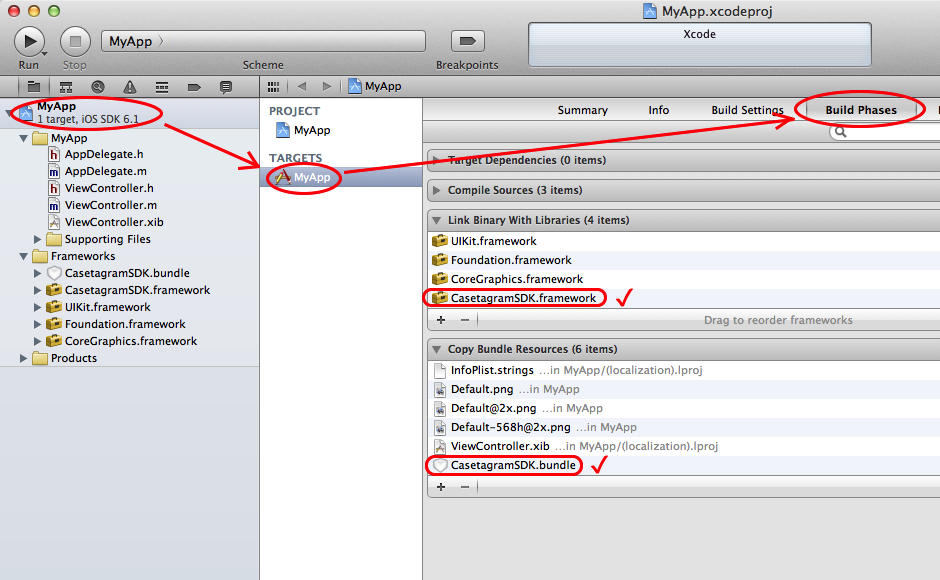 MyApp.xcodeproj
MyApp
Xcode
Run
Stop
Scheme
Breakpoints
MyApp
MyApp
1 target, iOS SDK 6.1
MyApp
AppDelegate.h
AppDelegate.m
ViewController.h
ViewController.m
ViewController.xib
Supporting Files
Frameworks
CasetagramSDK.bundle
CasetagramSDK.framework
UIKit.framework
Foundation.framework
CoreGraphics.framework
Products
PROJECT
MyApp
TARGETS
MyApp
Summary Info Build Settings Build Phases
Target Dependencies (0 items)
Compile Sources (3 items)
Link Binary With Libraries (4 items)
UIKit.framework
Foundation.framework
CoreGraphics.framework
CasetagramSDK.framework
Drag to reorder frameworks
Copy Bundle Resources (6 items)
InfoPlist.strings ...in MyApp/(localization).lproj
Default.png ...in MyApp
Default@2x.png ...in MyApp
Default-568h@2x.png ...in MyApp
ViewController.xib ...in MyApp/(localization).lproj
CasetagramSDK.bundle